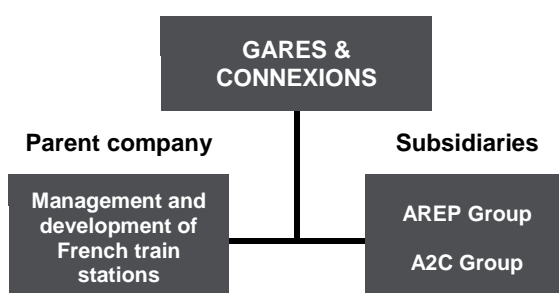 GARES &
CONNEXIONS
Parent company
Subsidiaries
Management and
development of
French train
stations
AREP Group
A2C Group